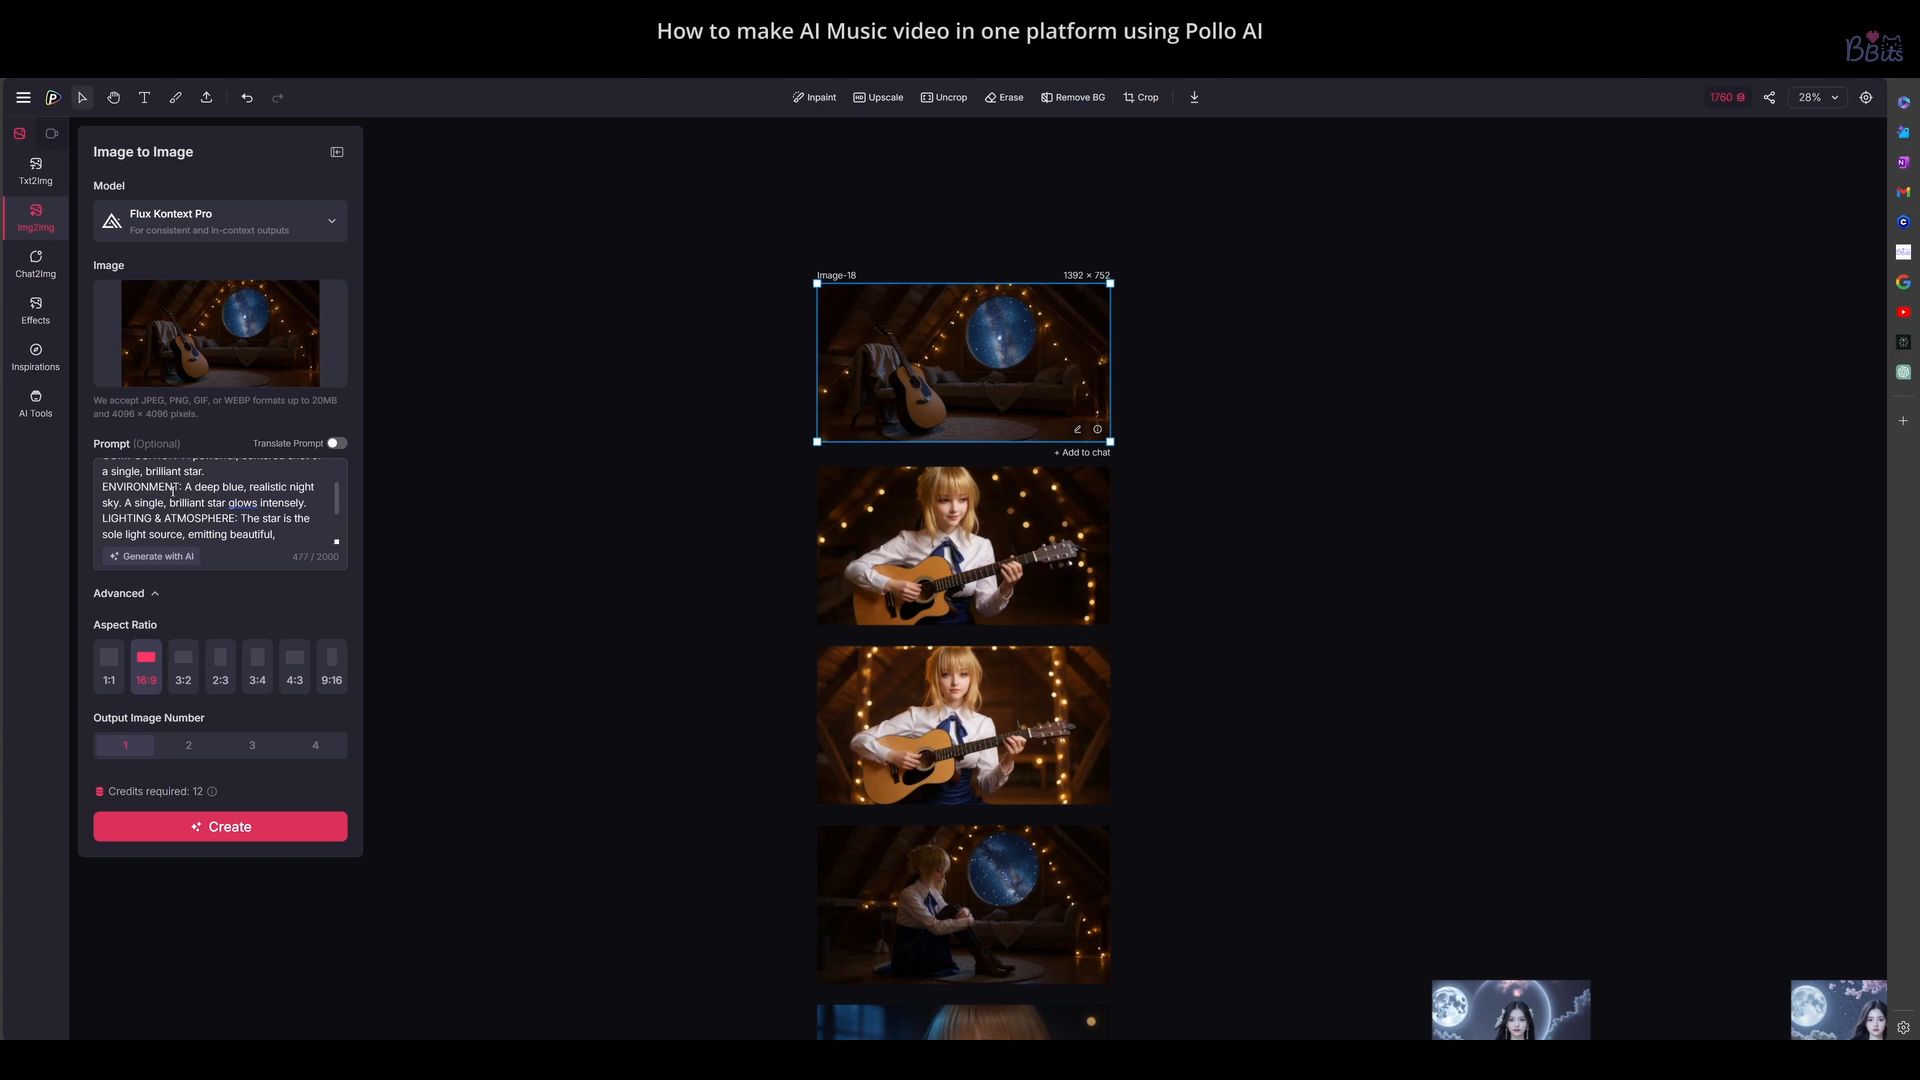 How to make AI Music video in one platform using Pollo AI
BBits
Inpaint
HD Upscale
Uncrop
Erase
Remove BG
Crop
1760
28%
Txt2Img
Img2Img
Chat2Img
Effects
Inspirations
AI Tools
Image to Image
Model
Flux Kontext Pro
For consistent and in-context outputs
Image
We accept JPEG, PNG, GIF, or WEBP formats up to 20MB
and 4096 × 4096 pixels.
Prompt (Optional)
Translate Prompt
a single, brilliant star.
ENVIRONMENT: A deep blue, realistic night
sky. A single, brilliant star glows intensely.
LIGHTING & ATMOSPHERE: The star is the
sole light source, emitting beautiful,
Generate with AI
477 / 2000
Advanced
Aspect Ratio
1:1
16:9
3:2
2:3
3:4
4:3
9:16
Output Image Number
1
2
3
4
Credits required: 12
Create
Image-18
1392 × 752
+ Add to chat